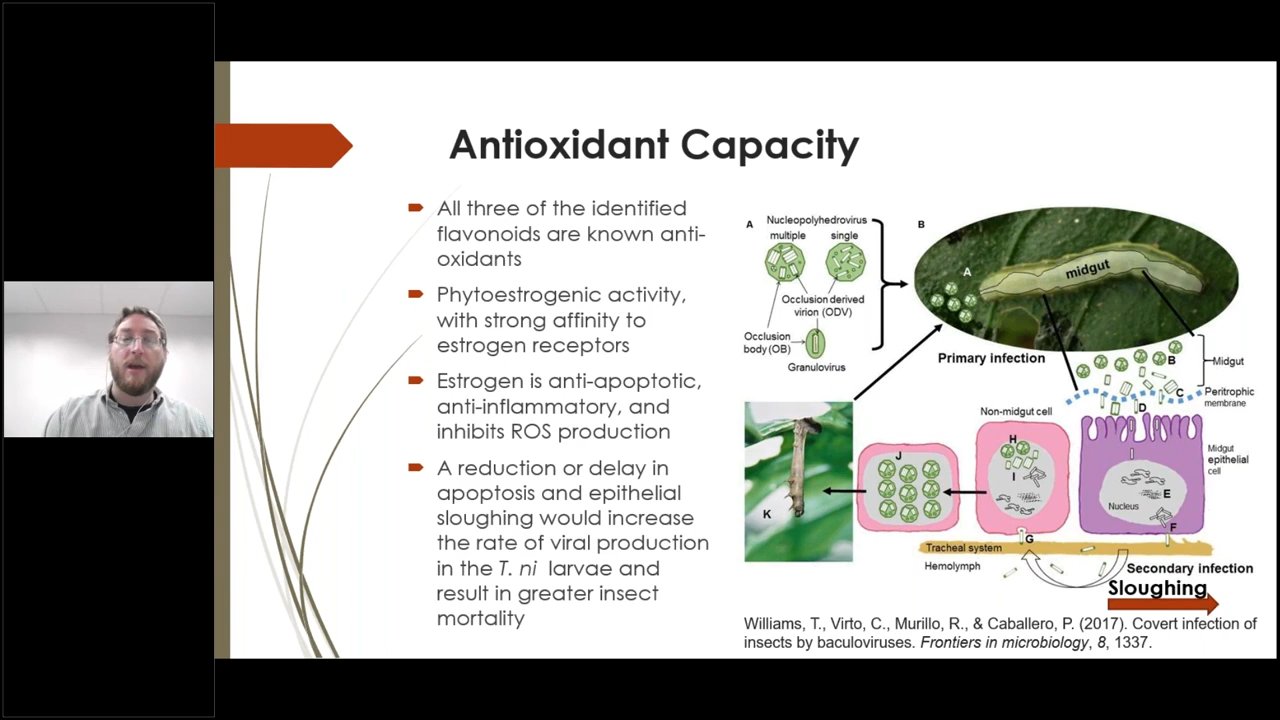 Antioxidant Capacity
All three of the identified
flavonoids are known anti-
oxidants
Phytoestrogenic activity,
with strong affinity to
estrogen receptors
Estrogen is anti-apoptotic,
anti-inflammatory, and
inhibits ROS production
A reduction or delay in
apoptosis and epithelial
sloughing would increase
the rate of viral production
in the T. ni larvae and
result in greater insect
mortality
A
Nucleopolyhedrovirus
multiple single
Occlusion derived
virion (ODV)
Occlusion
body (OB)
Granulovirus
B
A
midgut
Primary infection
B
Midgut
C
Peritrophic
membrane
D
Non-midgut cell
H
I
J
K
Midgut
epithelial
cell
E
Nucleus
F
G
Tracheal system
Hemolymph
Secondary infection
Sloughing
Williams, T., Virto, C., Murillo, R., & Caballero, P. (2017). Covert infection of
insects by baculoviruses. Frontiers in microbiology, 8, 1337.